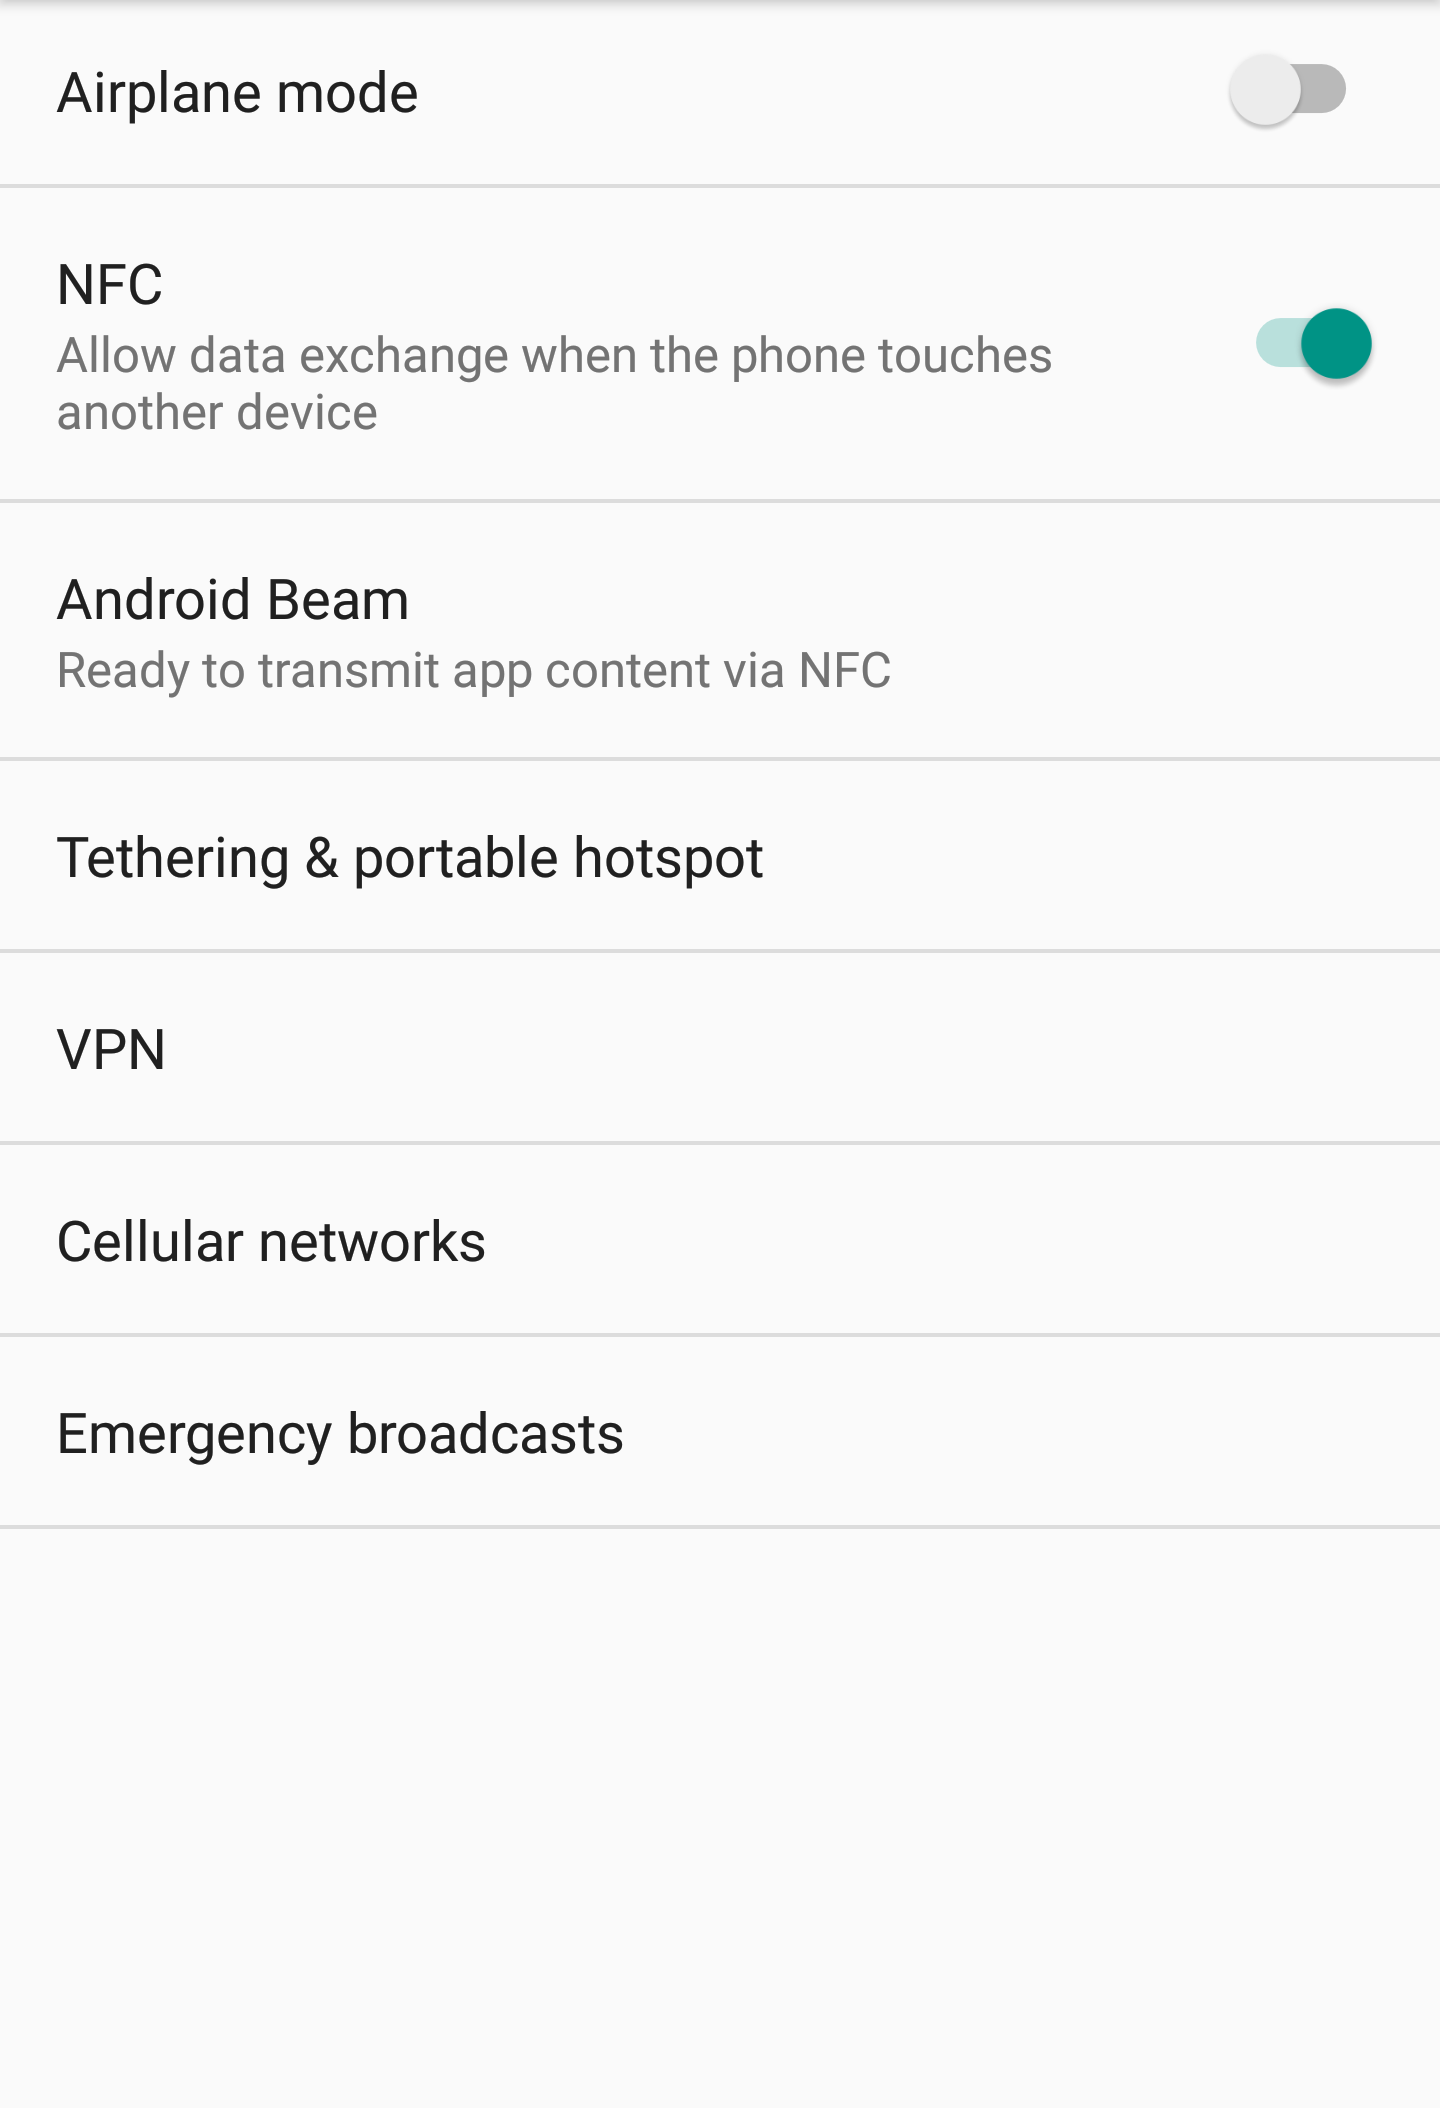 Airplane mode
NFC
Allow data exchange when the phone touches
another device
Android Beam
Ready to transmit app content via NFC
Tethering & portable hotspot
VPN
Cellular networks
Emergency broadcasts